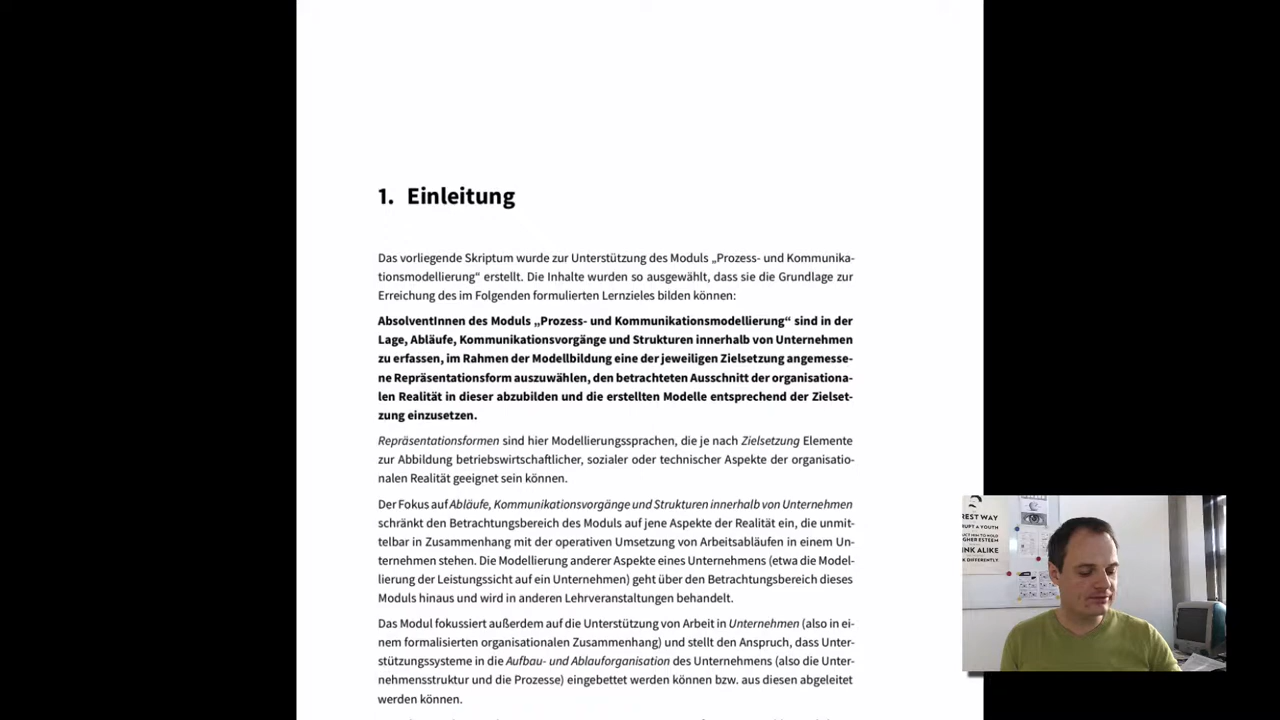 1. Einleitung
Das vorliegende Skriptum wurde zur Unterstützung des Moduls „Prozess- und Kommunika-
tionsmodellierung“ erstellt. Die Inhalte wurden so ausgewählt, dass sie die Grundlage zur
Erreichung des im Folgenden formulierten Lernzieles bilden können:
AbsolventInnen des Moduls „Prozess- und Kommunikationsmodellierung“ sind in der
Lage, Abläufe, Kommunikationsvorgänge und Strukturen innerhalb von Unternehmen
zu erfassen, im Rahmen der Modellbildung eine der jeweiligen Zielsetzung angemesse-
ne Repräsentationsform auszuwählen, den betrachteten Ausschnitt der organisationa-
len Realität in dieser abzubilden und die erstellten Modelle entsprechend der Zielset-
zung einzusetzen.
Repräsentationsformen sind hier Modellierungssprachen, die je nach Zielsetzung Elemente
zur Abbildung betriebswirtschaftlicher, sozialer oder technischer Aspekte der organisatio-
nalen Realität geeignet sein können.
Der Fokus auf Abläufe, Kommunikationsvorgänge und Strukturen innerhalb von Unternehmen
schränkt den Betrachtungsbereich des Moduls auf jene Aspekte der Realität ein, die unmit-
telbar in Zusammenhang mit der operativen Umsetzung von Arbeitsabläufen in einem Un-
ternehmen stehen. Die Modellierung anderer Aspekte eines Unternehmens (etwa die Model-
lierung der Leistungssicht auf ein Unternehmen) geht über den Betrachtungsbereich dieses
Moduls hinaus und wird in anderen Lehrveranstaltungen behandelt.
Das Modul fokussiert außerdem auf die Unterstützung von Arbeit in Unternehmen (also in ei-
nem formalisierten organisationalen Zusammenhang) und stellt den Anspruch, dass Unter-
stützungssysteme in die Aufbau- und Ablauforganisation des Unternehmens (also die Unter-
nehmensstruktur und die Prozesse) eingebettet werden können bzw. aus diesen abgeleitet
werden können.
EST WAY
UPT A YOUTH
HIGHER ESTEEM
NK ALIKE
DIFFERENTLY.